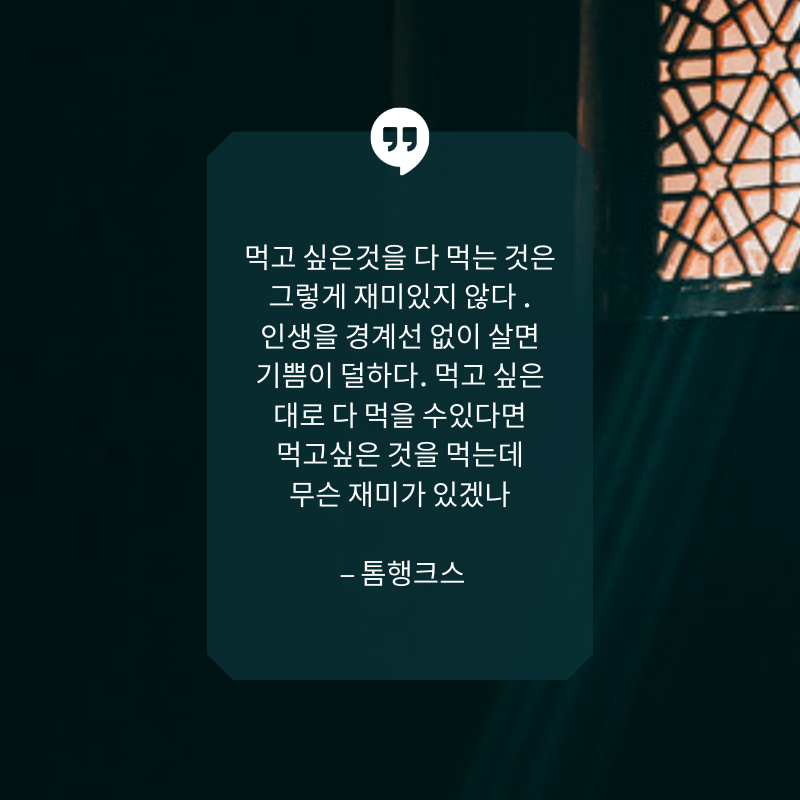 먹고 싶은것을 다 먹는 것은
그렇게 재미있지 않다 .
인생을 경계선 없이 살면
기쁨이 덜하다. 먹고 싶은
대로 다 먹을 수있다면
먹고싶은 것을 먹는데
무슨 재미가 있겠나
– 톰행크스